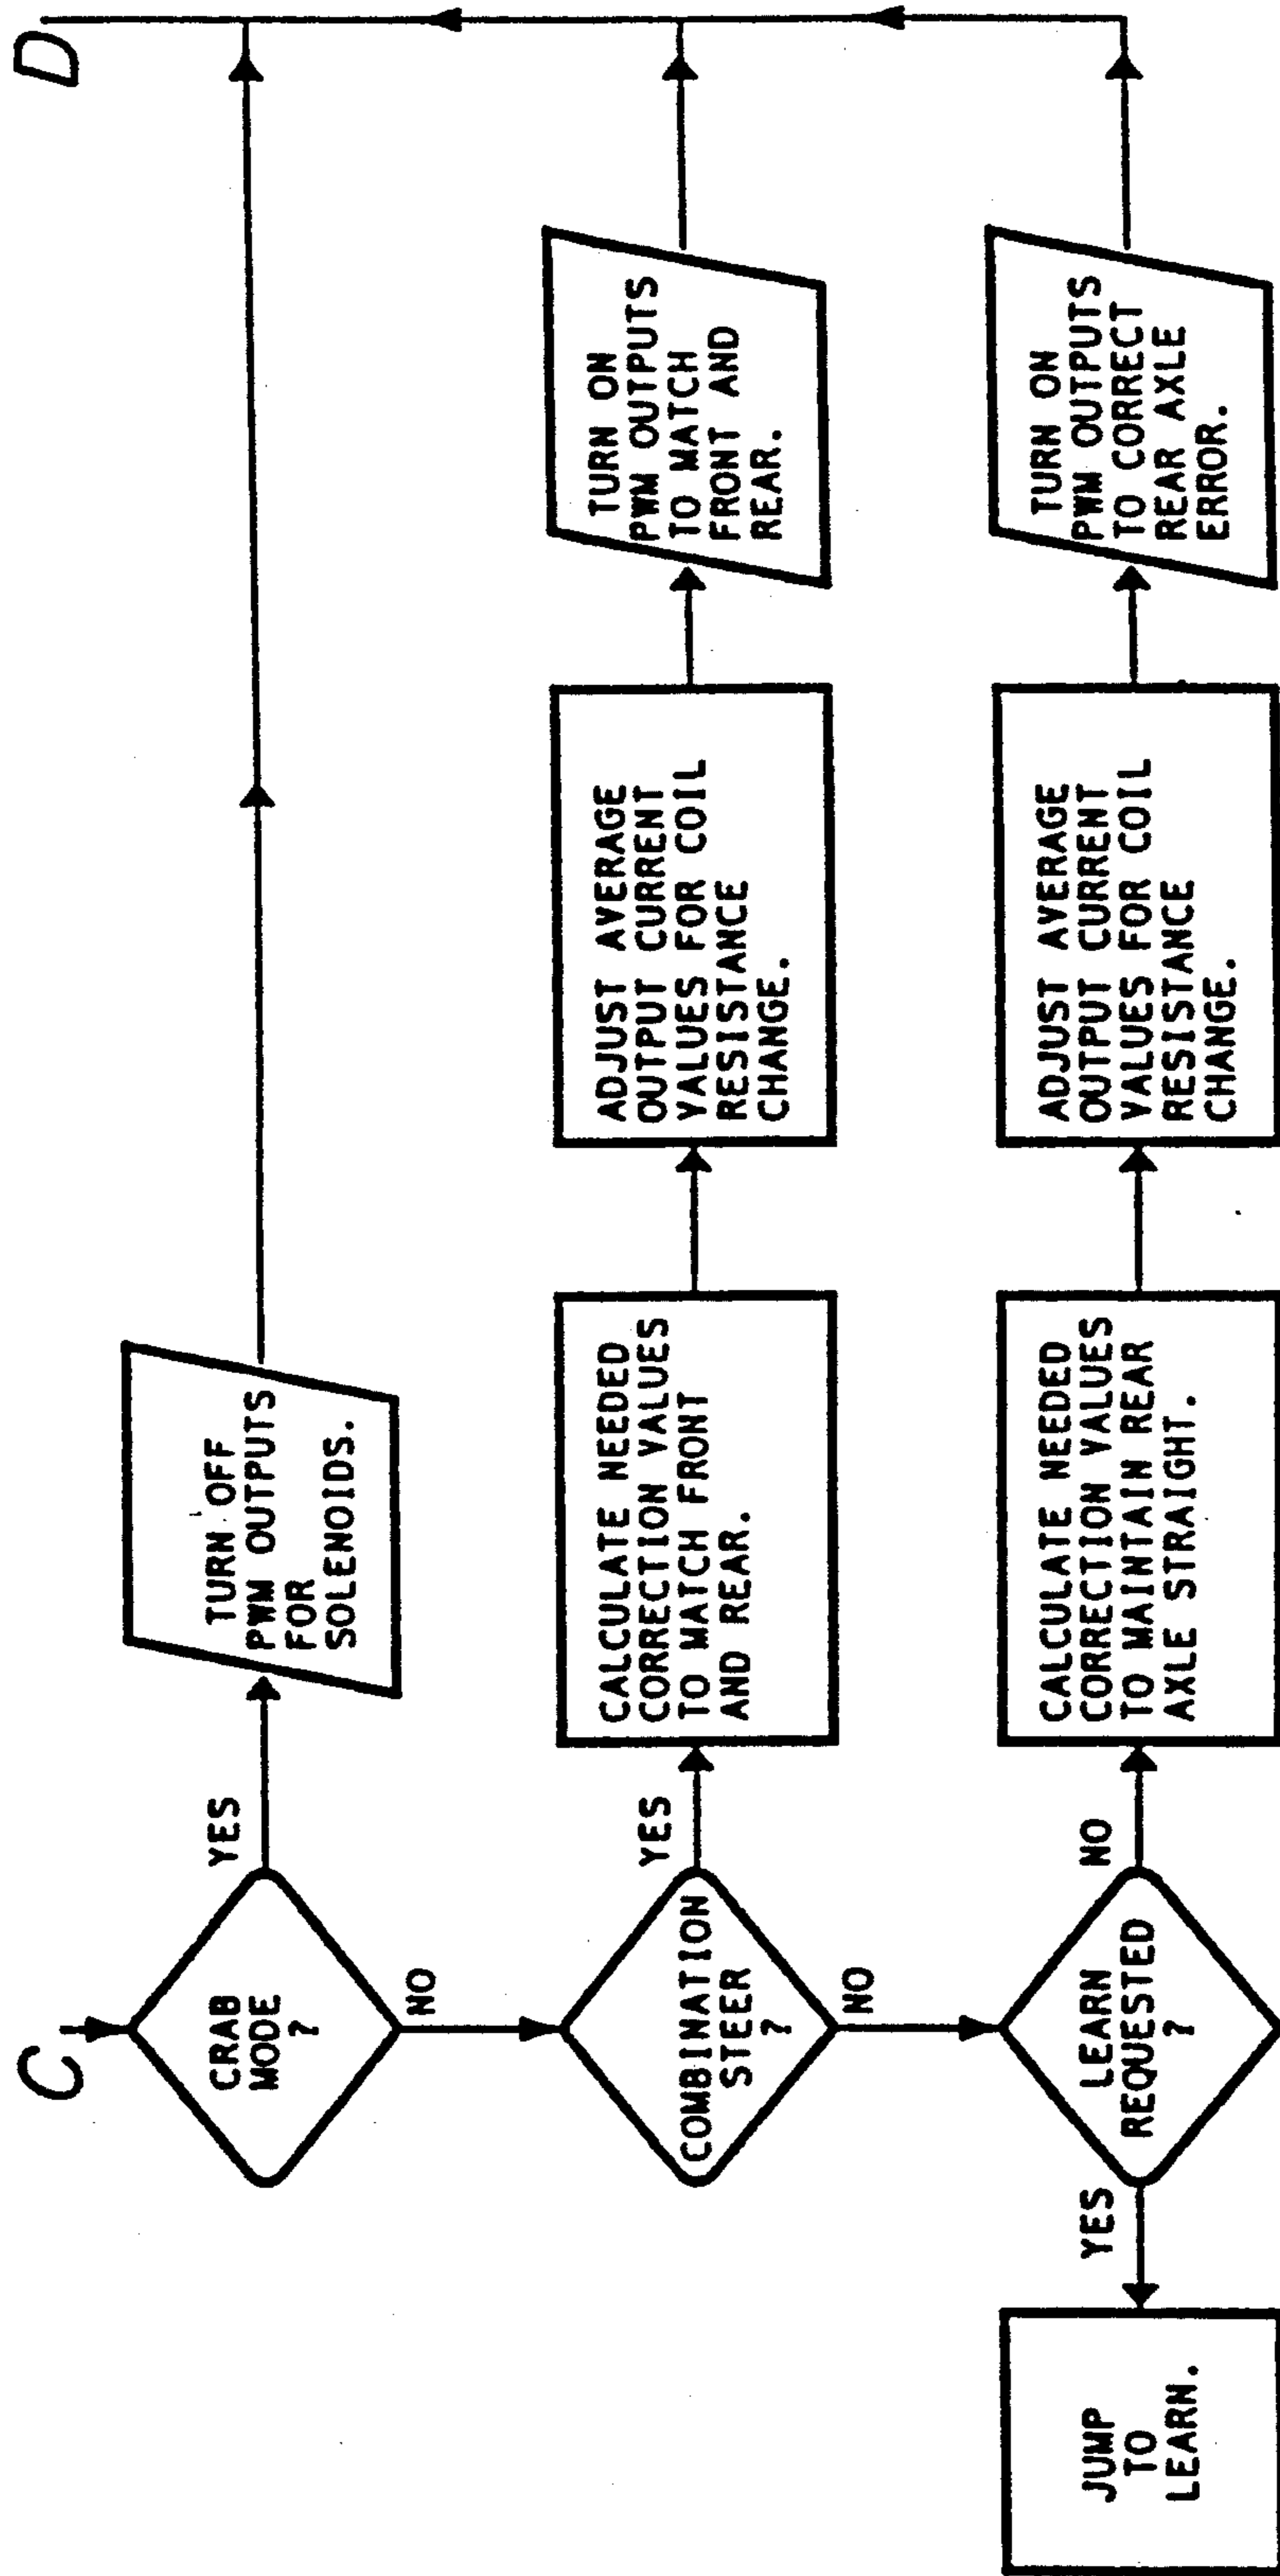 C
D
CRAB
MODE
?
YES
TURN OFF
PWM OUTPUTS
FOR
SOLENOIDS.
NO
COMBINATION
STEER
?
YES
CALCULATE NEEDED
CORRECTION VALUES
TO MATCH FRONT
AND REAR.
ADJUST AVERAGE
OUTPUT CURRENT
VALUES FOR COIL
RESISTANCE
CHANGE.
TURN ON
PWM OUTPUTS
TO MATCH
FRONT AND
REAR.
NO
JUMP
TO
LEARN.
YES
LEARN
REQUESTED
?
NO
CALCULATE NEEDED
CORRECTION VALUES
TO MAINTAIN REAR
AXLE STRAIGHT.
ADJUST AVERAGE
OUTPUT CURRENT
VALUES FOR COIL
RESISTANCE
CHANGE.
TURN ON
PWM OUTPUTS
TO CORRECT
REAR AXLE
ERROR.